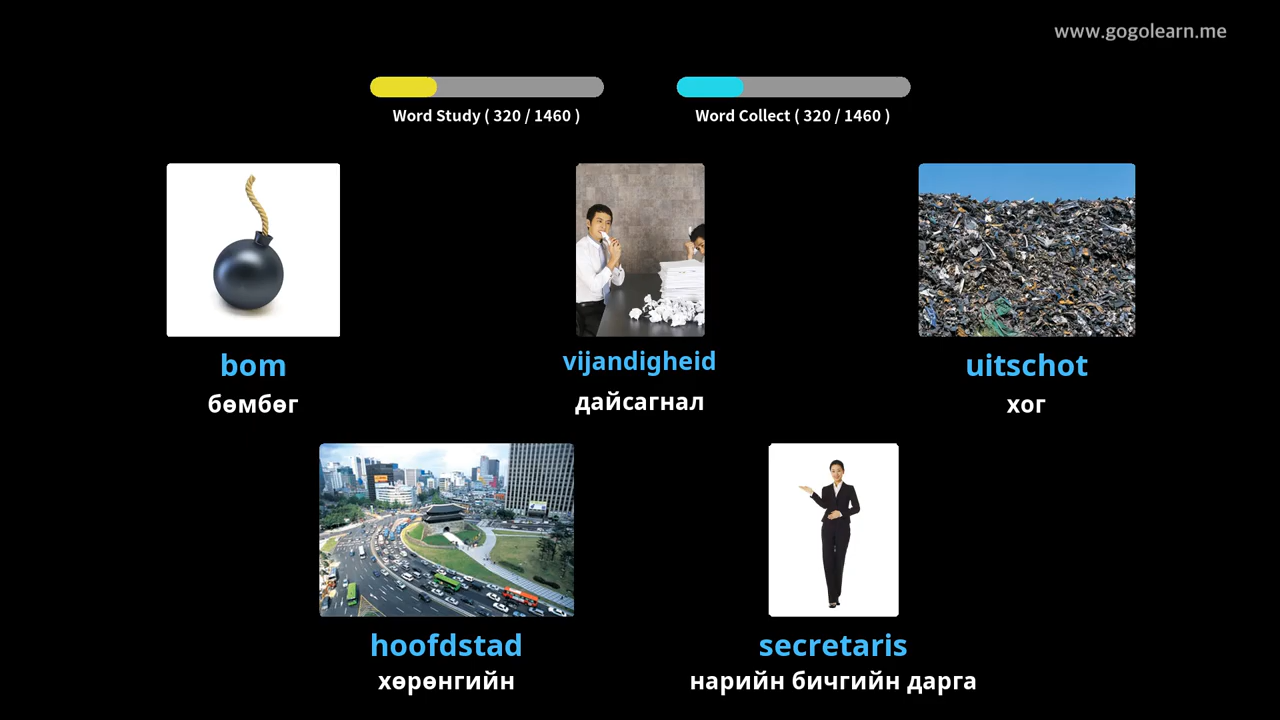 www.gogolearn.me
Word Study ( 320 / 1460 )
Word Collect ( 320 / 1460 )
bom
бөмбөг
vijandigheid
дайсагнал
uitschot
хог
hoofdstad
хөрөнгийн
secretaris
нарийн бичгийн дарга